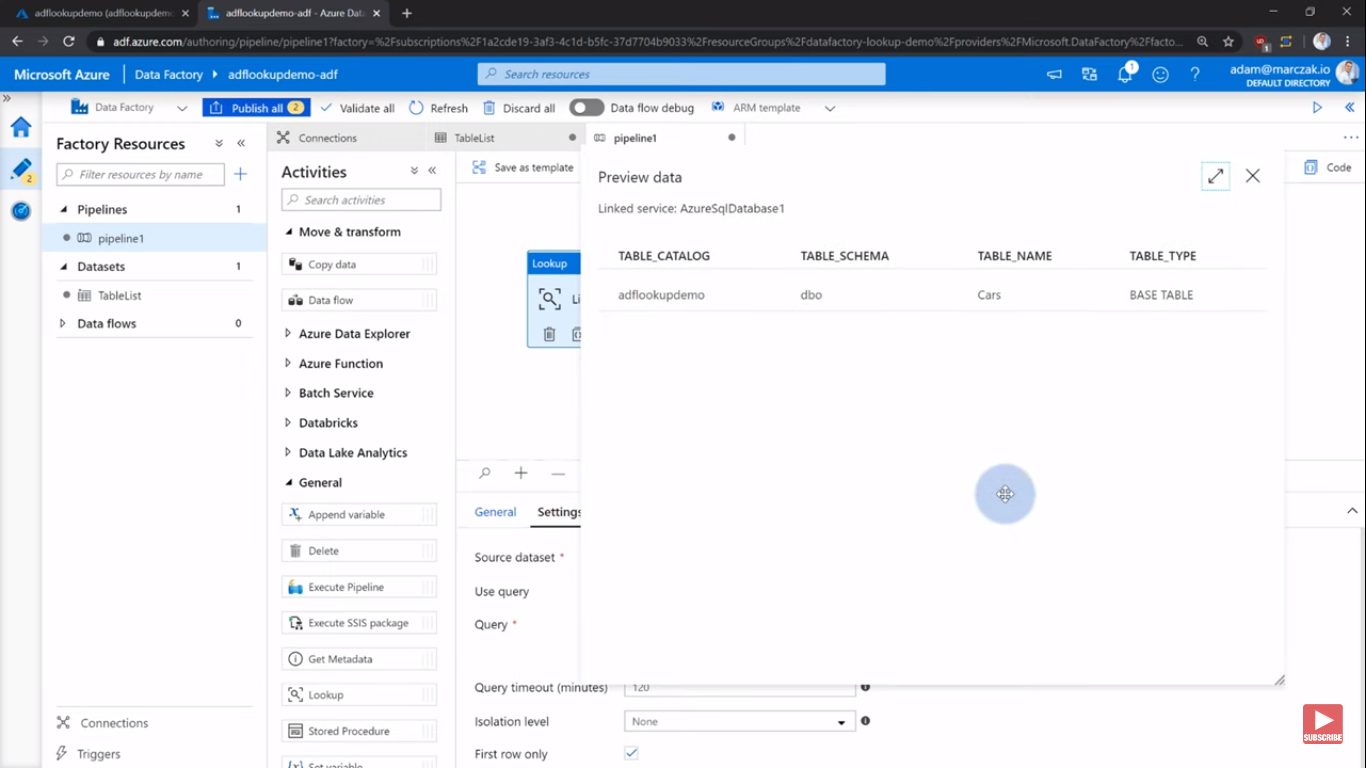 adflookupdemo (adflookupdemo
adflookupdemo-adf - Azure Dat
adf.azure.com/authoring/pipeline/pipeline1?factory=%2Fsubscriptions%2F1a2cde19-3af3-4c1d-b5fc-37d7704b9033%2FresourceGroups%2Fdatafactory-lookup-demo%2Fproviders%2FMicrosoft.DataFactory%2Ffacto...
Microsoft Azure
Data Factory
adflookupdemo-adf
Search resources
1
adam@marczak.io
DEFAULT DIRECTORY
Data Factory
Publish all 2
Validate all
Refresh
Discard all
Data flow debug
ARM template
Factory Resources
Filter resources by name
Pipelines 1
pipeline1
Datasets 1
TableList
Data flows 0
Connections
Triggers
2
Connections
TableList
pipeline1
Activities
Search activities
Move & transform
Copy data
Data flow
Azure Data Explorer
Azure Function
Batch Service
Databricks
Data Lake Analytics
General
Append variable
Delete
Execute Pipeline
Execute SSIS package
Get Metadata
Lookup
Stored Procedure
Set variable
Save as template
Code
Lookup
Li
Preview data
Linked service: AzureSqlDatabase1
TABLE_CATALOG TABLE_SCHEMA TABLE_NAME TABLE_TYPE
adflookupdemo dbo Cars BASE TABLE
General
Settings
Source dataset *
Use query
Query *
Query timeout (minutes) 120
Isolation level None
First row only
SUBSCRIBE